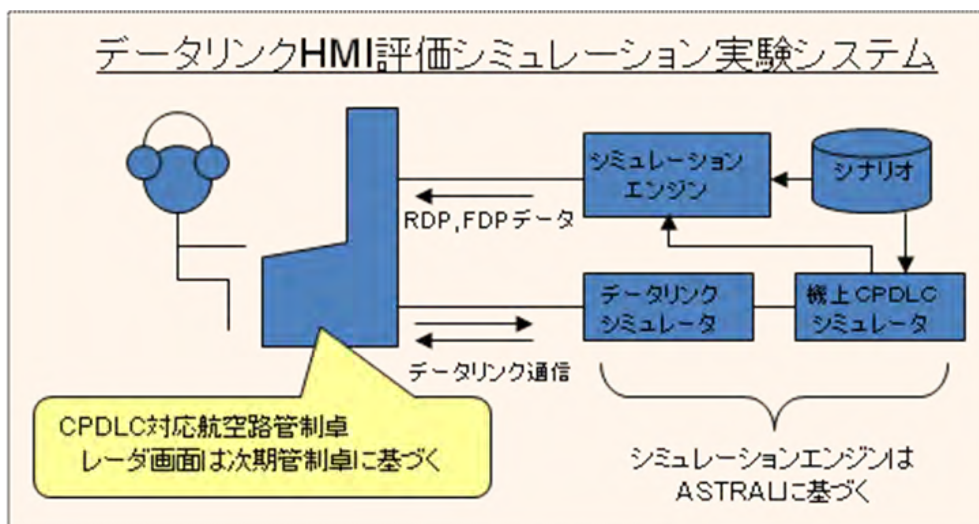 データリンクHMI評価シミュレーション実験システム
シミュレーション
エンジン
シナリオ
RDP,FDPデータ
データリンク
シミュレータ
機上CPDLC
シミュレータ
データリンク通信
CPDLC対応航空路管制卓
レーダ画面は次期管制卓に基づく
シミュレーションエンジンは
ASTRALに基づく